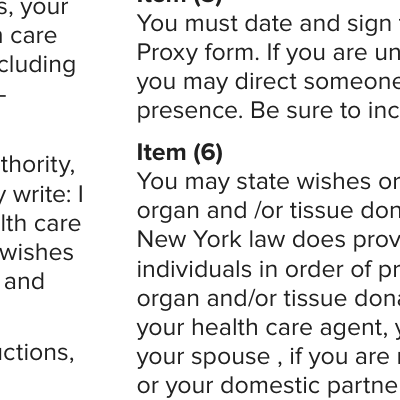 s, your
care
cluding
-
thority,
write: I
lth care
wishes
and
uctions,
Item (5)
You must date and sign
Proxy form. If you are un
you may direct someone
presence. Be sure to inc
Item (6)
You may state wishes or
organ and /or tissue don
New York law does prov
individuals in order of pr
organ and/or tissue dona
your health care agent, y
your spouse , if you are
or your domestic partne